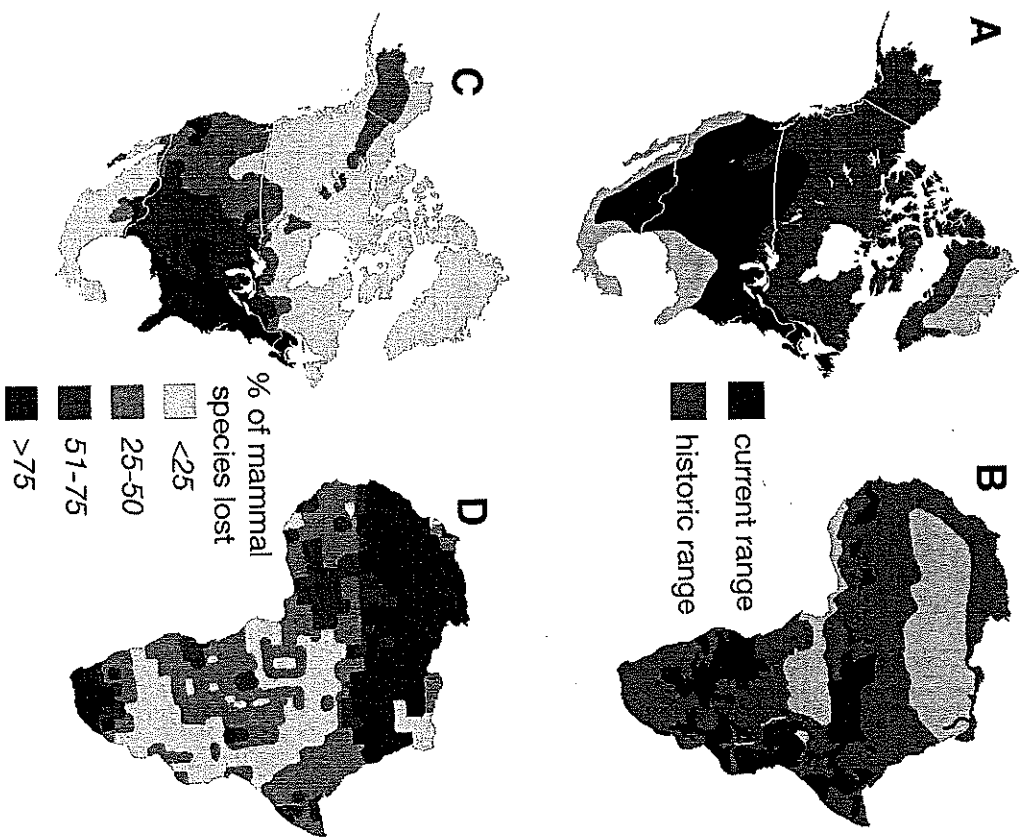 A
B
current range
historic range
C
D
% of mammal
species lost
<25
25-50
51-75
>75